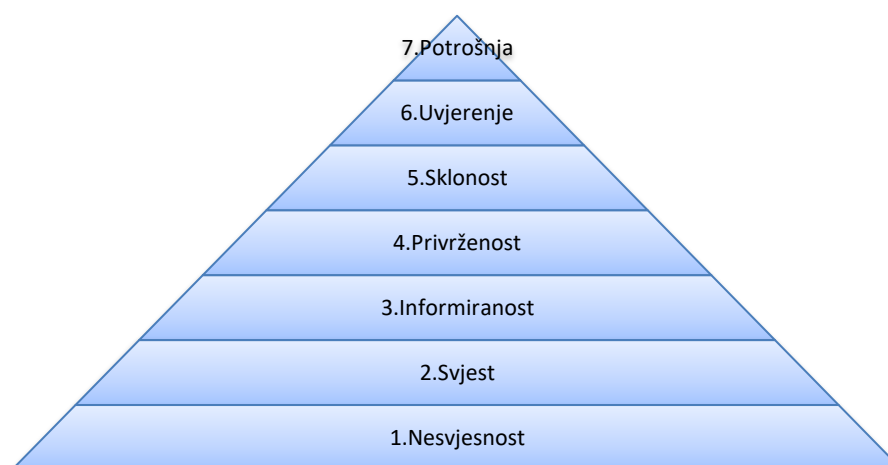 7.Potrošnja
6.Uvjerenje
5.Sklonost
4.Privrženost
3.Informiranost
2.Svjest
1.Nesvjesnost